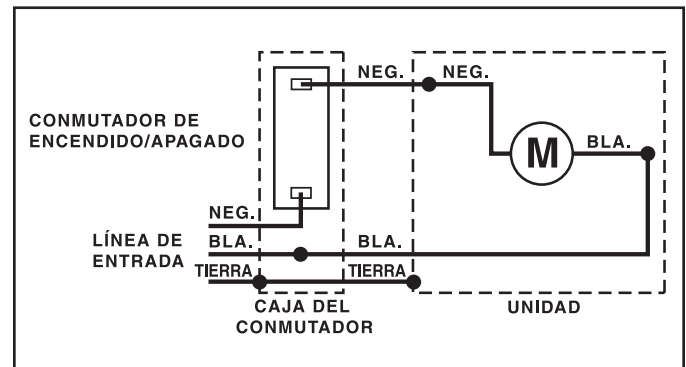 NEG.
NEG.
CONMUTADOR DE
ENCENDIDO/APAGADO
M
BLA.
NEG.
LÍNEA DE
ENTRADA
BLA.
BLA.
TIERRA
TIERRA
CAJA DEL
CONMUTADOR
UNIDAD